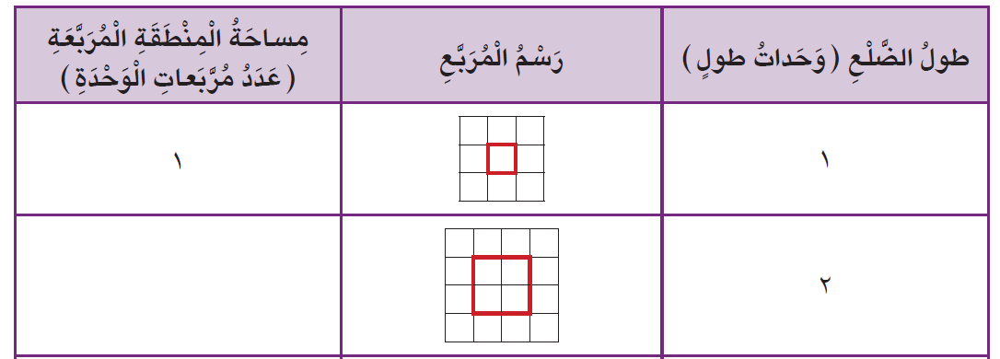 طولُ الضَّلْعِ (وَحَداتُ طولٍ)
رَسْمُ الْمُرَبَّعِ
مِساحَةُ الْمِنْطَقَةِ الْمُرَبَّعَةِ
(عَدَدُ مُرَّبَعاتِ الْوَحْدَةِ)
١
١
٢